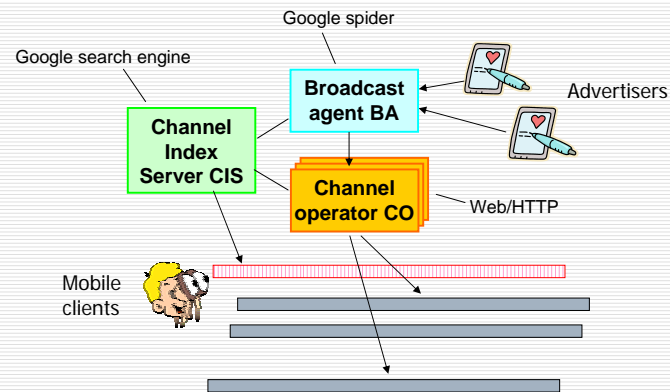 Google spider
Google search engine
Broadcast
agent BA
Advertisers
Channel
Index
Server CIS
Channel
operator CO
Web/HTTP
Mobile
clients